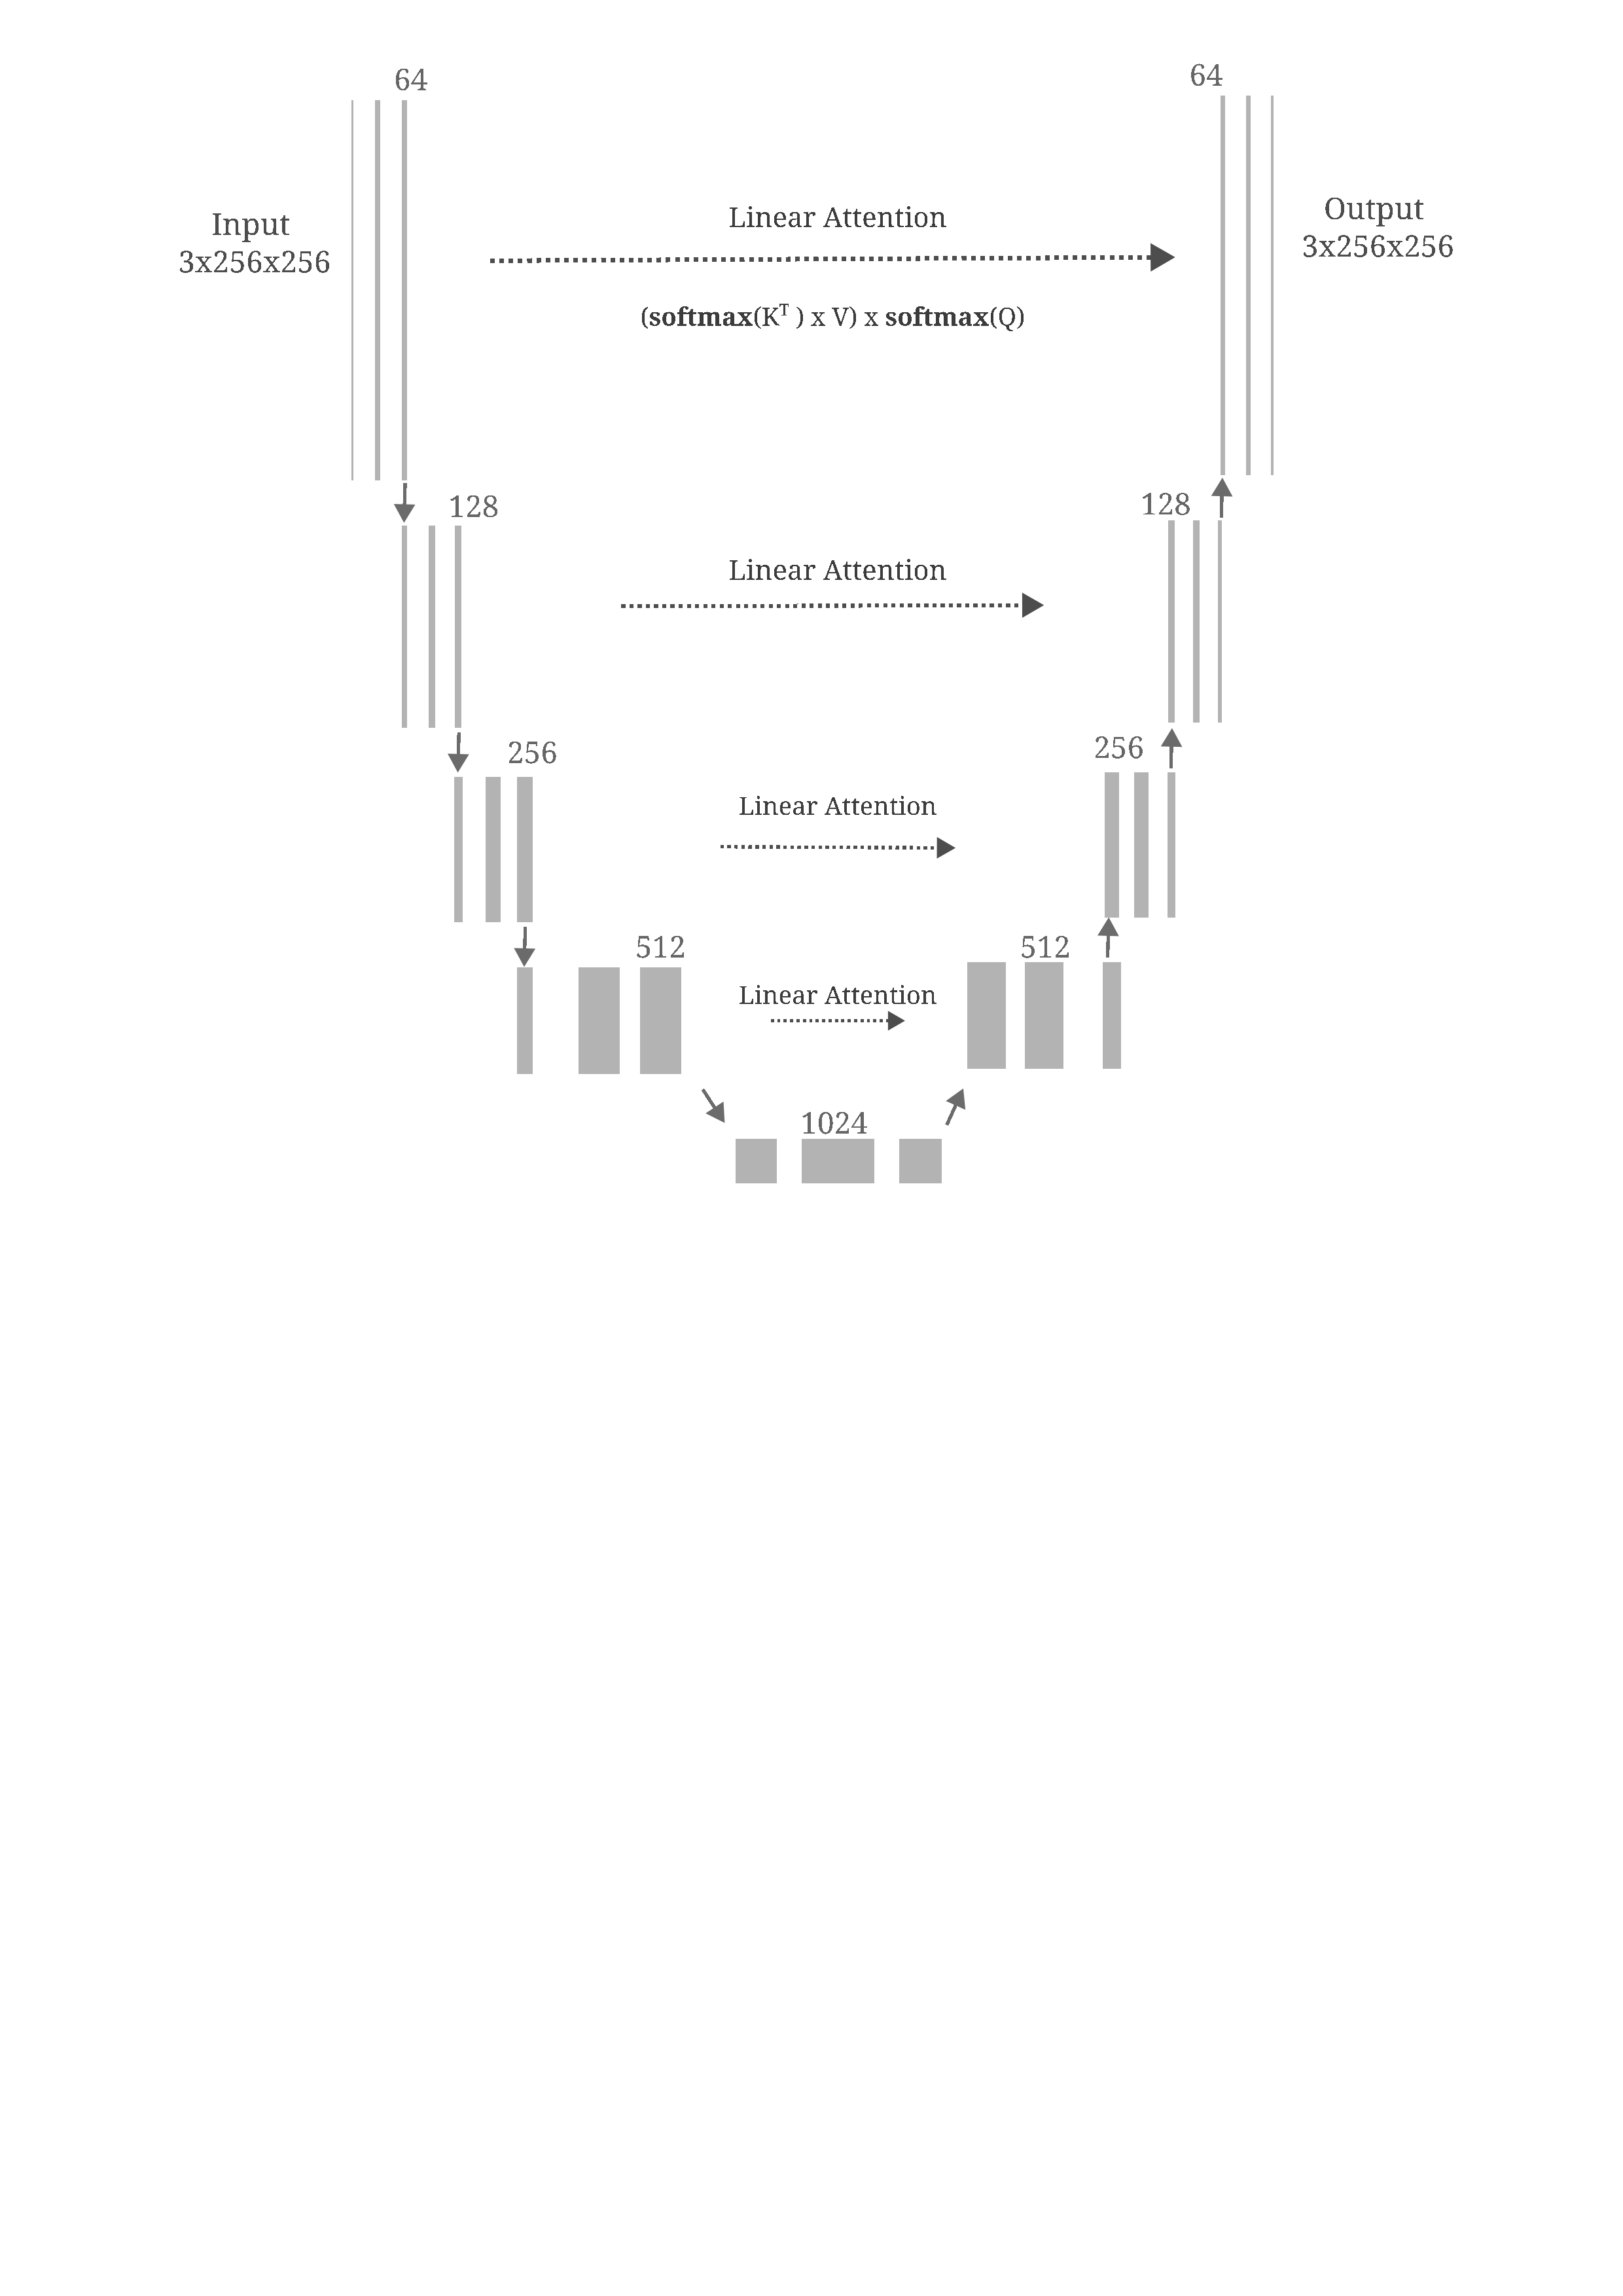 64
64
Input
3x256x256
Linear Attention
Output
3x256x256
(softmax(K^T ) x V) x softmax(Q)
128
128
Linear Attention
256
256
Linear Attention
512
512
Linear Attention
1024